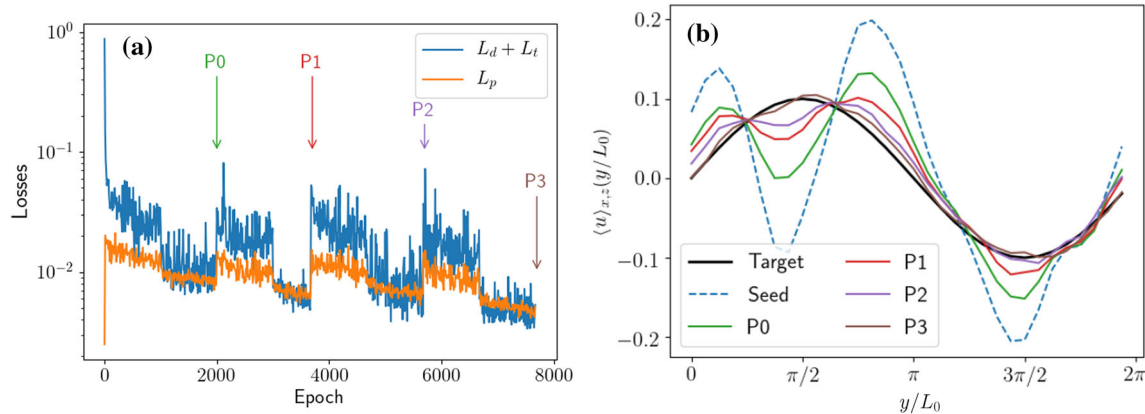 (a)
10⁰
10⁻¹
10⁻²
Losses
0
2000
4000
6000
8000
Epoch
L_d + L_t
L_p
P0
P1
P2
P3
(b)
0.2
0.1
0.0
−0.1
−0.2
⟨u⟩_{x,z}(y/L_0)
0
π/2
π
3π/2
2π
y/L_0
Target
Seed
P0
P1
P2
P3